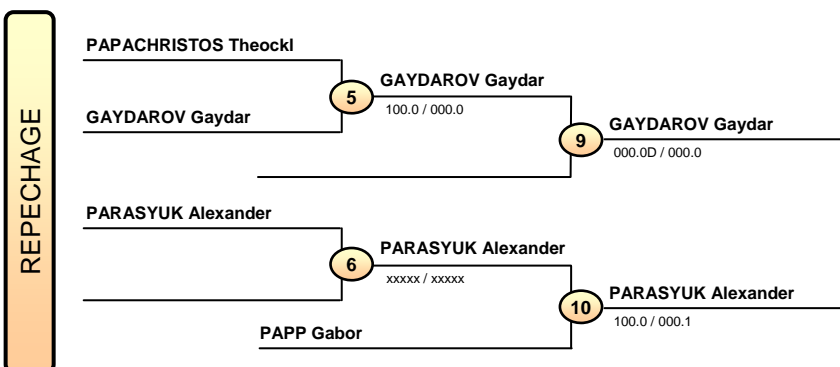 REPECHAGE
PAPACHRISTOS Theockl
GAYDAROV Gaydar
5
GAYDAROV Gaydar
100.0 / 000.0
9
GAYDAROV Gaydar
000.0D / 000.0
PARASYUK Alexander
6
PARASYUK Alexander
xxxxx / xxxxx
PAPP Gabor
10
PARASYUK Alexander
100.0 / 000.1